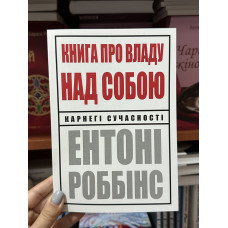 КНИГА ПРО ВЛАДУ
НАД СОБОЮ
КАРНЕГІ СУЧАСНОСТІ
ЕНТОНІ
РОББІНС